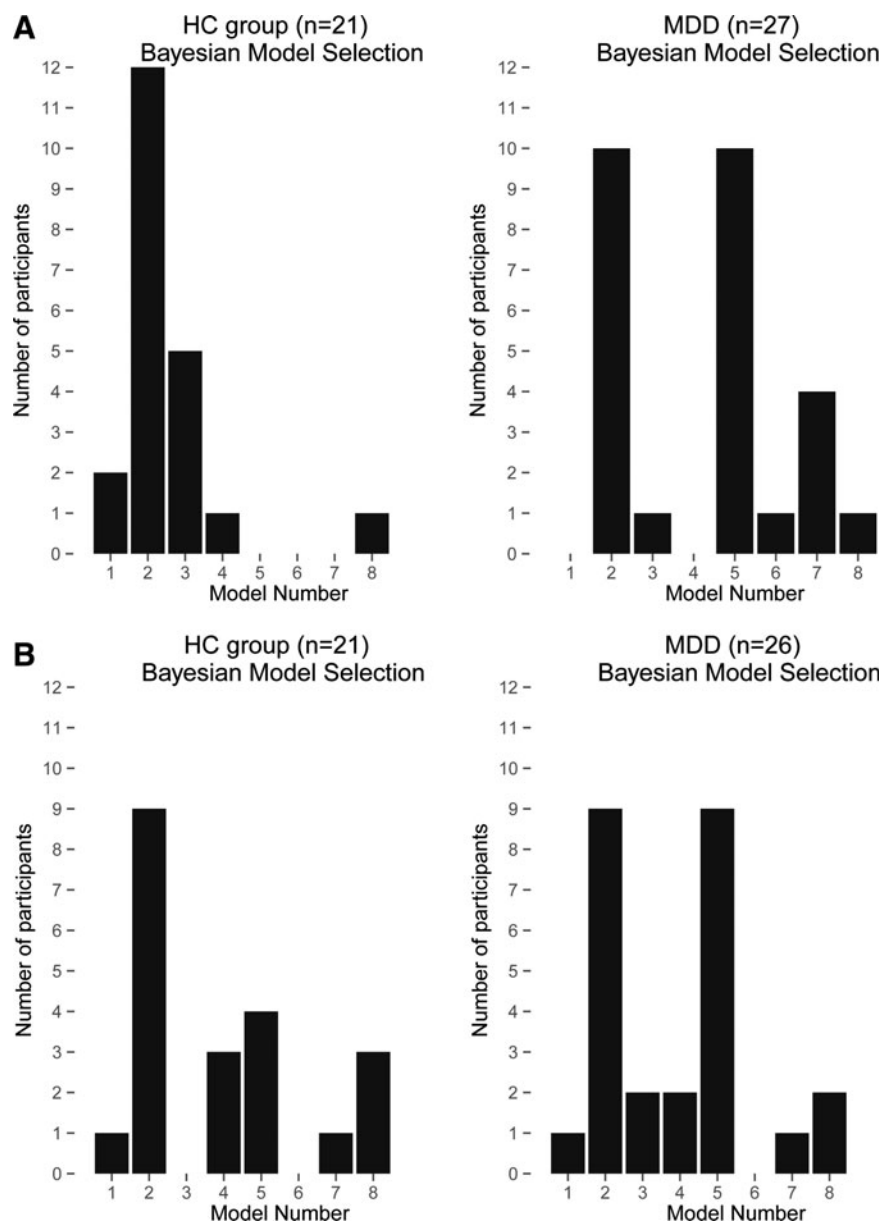 A
HC group (n=21)
Bayesian Model Selection
12
11
10
9
8
7
6
5
4
3
2
1
0
Number of participants
1 2 3 4 5 6 7 8
Model Number
MDD (n=27)
Bayesian Model Selection
12
11
10
9
8
7
6
5
4
3
2
1
0
Number of participants
1 2 3 4 5 6 7 8
Model Number
B
HC group (n=21)
Bayesian Model Selection
12
11
10
9
8
7
6
5
4
3
2
1
0
Number of participants
1 2 3 4 5 6 7 8
Model Number
MDD (n=26)
Bayesian Model Selection
12
11
10
9
8
7
6
5
4
3
2
1
0
Number of participants
1 2 3 4 5 6 7 8
Model Number